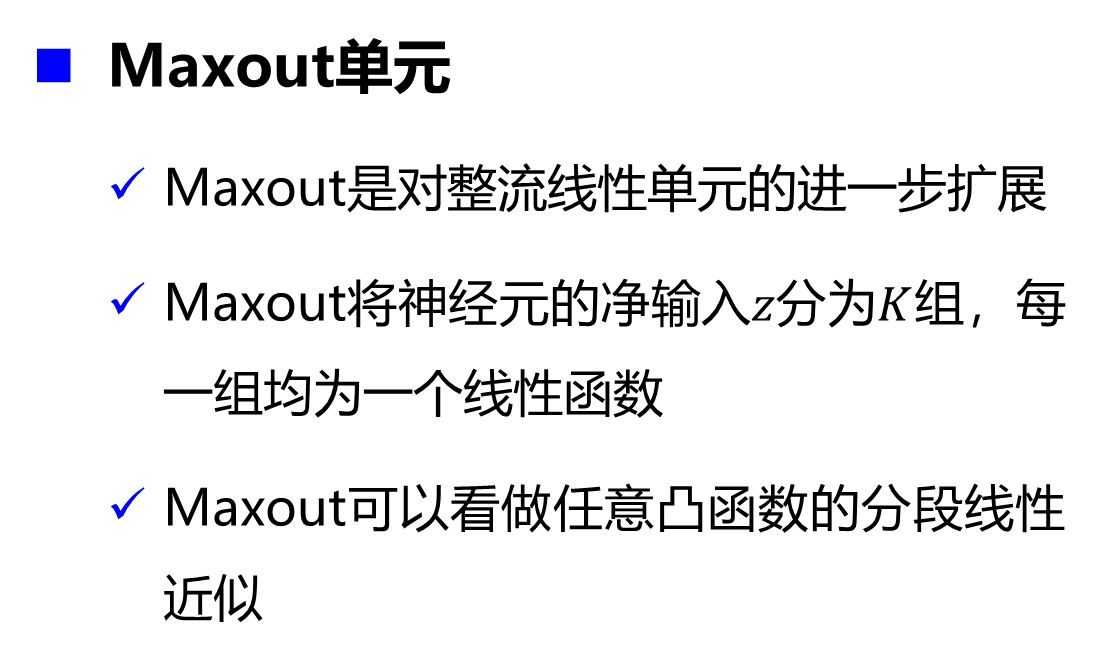 Maxout单元
Maxout是对整流线性单元的进一步扩展
Maxout将神经元的净输入z分为K组，每
一组均为一个线性函数
Maxout可以看做任意凸函数的分段线性
近似